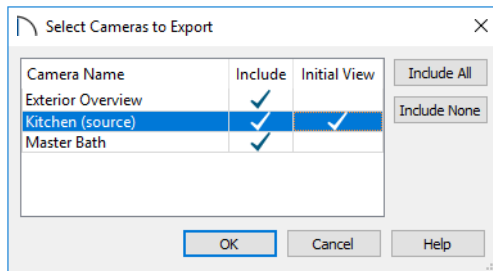 Select Cameras to Export
Camera Name Include Initial View
Exterior Overview
Kitchen (source)
Master Bath
Include All
Include None
OK Cancel Help